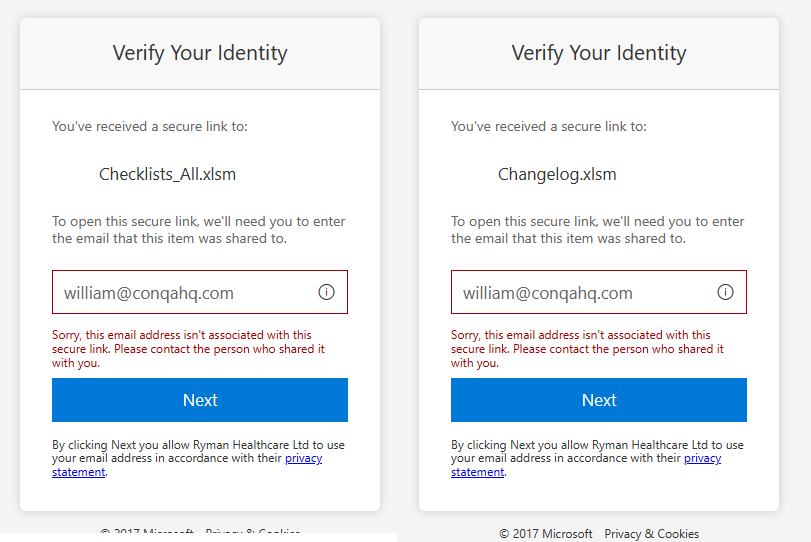 Verify Your Identity
You've received a secure link to:
Checklists_All.xlsm
To open this secure link, we'll need you to enter
the email that this item was shared to.
william@conqahq.com
Sorry, this email address isn't associated with this
secure link. Please contact the person who shared it
with you.
Next
By clicking Next you allow Ryman Healthcare Ltd to use
your email address in accordance with their privacy
statement.
© 2017 Microsoft Privacy & Cookies
Verify Your Identity
You've received a secure link to:
Changelog.xlsm
To open this secure link, we'll need you to enter
the email that this item was shared to.
william@conqahq.com
Sorry, this email address isn't associated with this
secure link. Please contact the person who shared it
with you.
Next
By clicking Next you allow Ryman Healthcare Ltd to use
your email address in accordance with their privacy
statement.
© 2017 Microsoft Privacy & Cookies